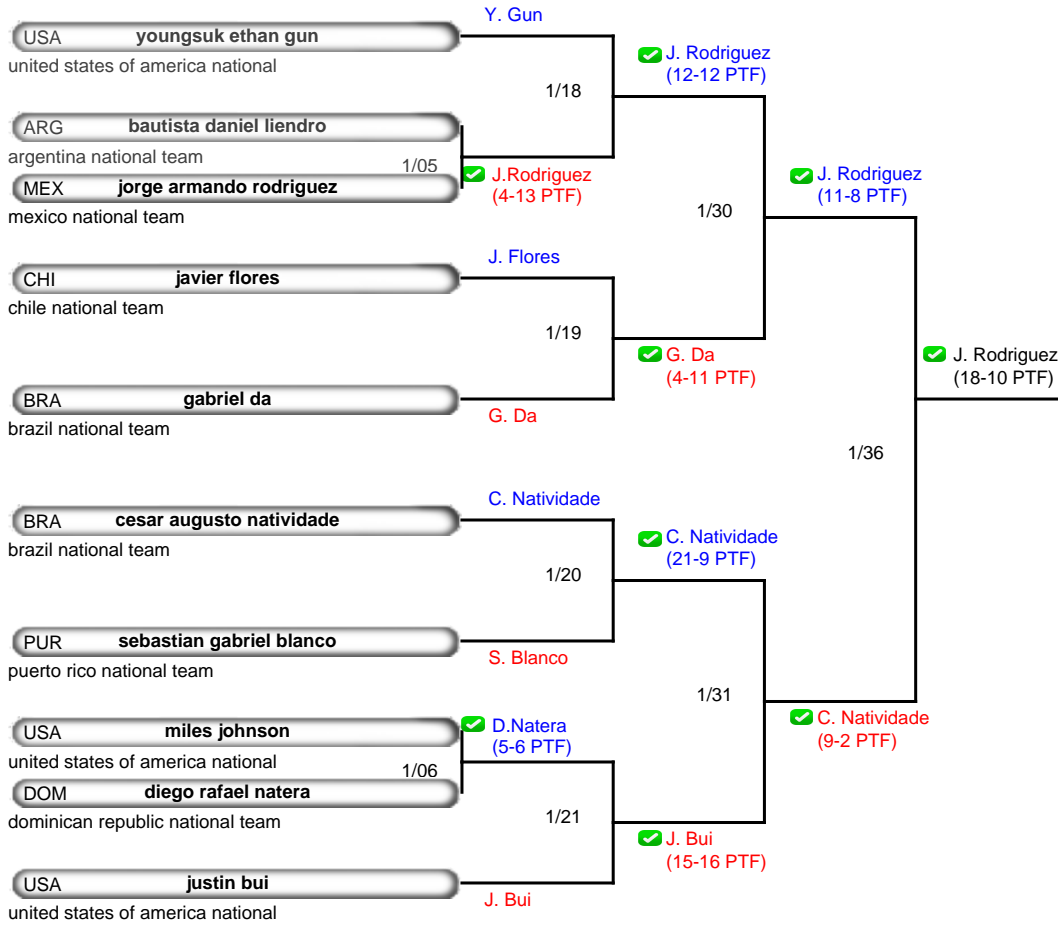 Y. Gun
USA youngsuk ethan gun
united states of america national
J. Rodriguez
(12-12 PTF)
1/18
ARG bautista daniel liendro
argentina national team
1/05
MEX jorge armando rodriguez
mexico national team
J.Rodriguez
(4-13 PTF)
J. Rodriguez
(11-8 PTF)
1/30
J. Flores
CHI javier flores
chile national team
1/19
G. Da
(4-11 PTF)
J. Rodriguez
(18-10 PTF)
BRA gabriel da
brazil national team
G. Da
1/36
C. Natividade
BRA cesar augusto natividade
brazil national team
C. Natividade
(21-9 PTF)
1/20
PUR sebastian gabriel blanco
puerto rico national team
S. Blanco
1/31
C. Natividade
(9-2 PTF)
USA miles johnson
united states of america national
D.Natera
(5-6 PTF)
1/06
DOM diego rafael natera
dominican republic national team
1/21
J. Bui
(15-16 PTF)
USA justin bui
united states of america national
J. Bui